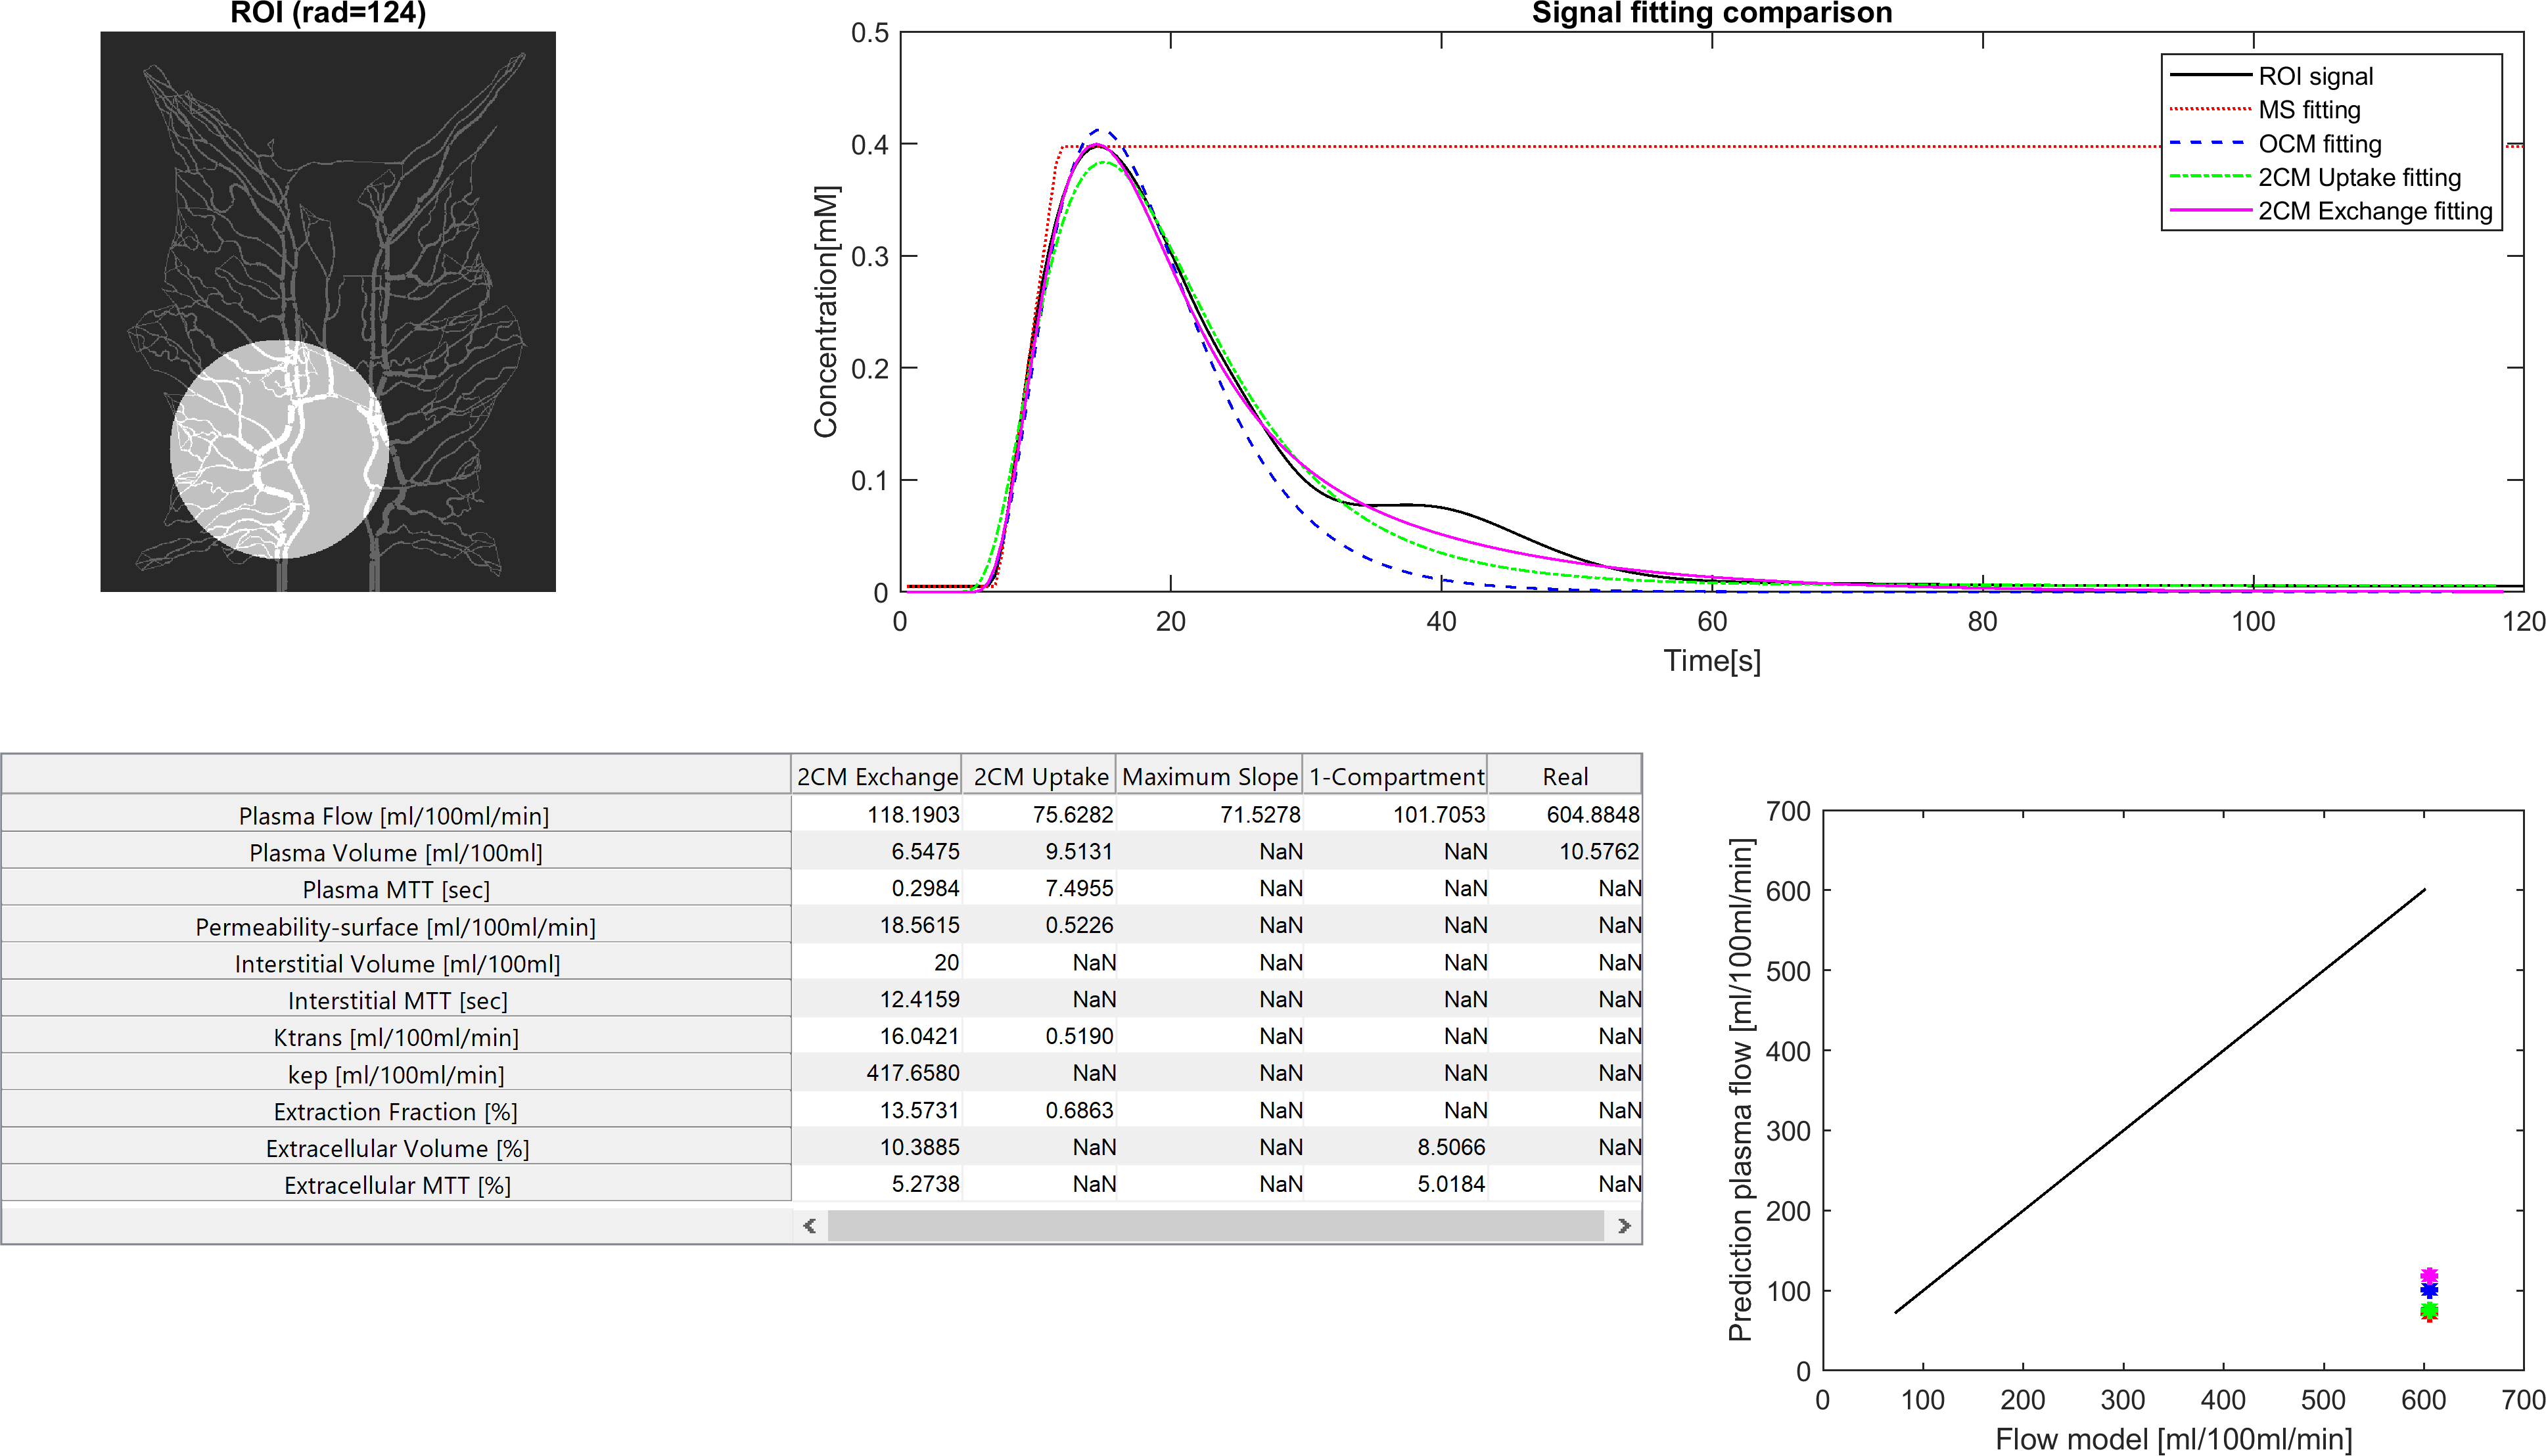 ROI (rad=124)
Signal fitting comparison
0.5
0.4
0.3
0.2
0.1
0
Concentration[mM]
0 20 40 60 80 100 120
Time[s]
ROI signal
MS fitting
OCM fitting
2CM Uptake fitting
2CM Exchange fitting
2CM Exchange 2CM Uptake Maximum Slope 1-Compartment Real
Plasma Flow [ml/100ml/min] 118.1903 75.6282 71.5278 101.7053 604.8848
Plasma Volume [ml/100ml] 6.5475 9.5131 NaN NaN 10.5762
Plasma MTT [sec] 0.2984 7.4955 NaN NaN NaN
Permeability-surface [ml/100ml/min] 18.5615 0.5226 NaN NaN NaN
Interstitial Volume [ml/100ml] 20 NaN NaN NaN NaN
Interstitial MTT [sec] 12.4159 NaN NaN NaN NaN
Ktrans [ml/100ml/min] 16.0421 0.5190 NaN NaN NaN
kep [ml/100ml/min] 417.6580 NaN NaN NaN NaN
Extraction Fraction [%] 13.5731 0.6863 NaN NaN NaN
Extracellular Volume [%] 10.3885 NaN NaN 8.5066 NaN
Extracellular MTT [%] 5.2738 NaN NaN 5.0184 NaN
700
600
500
400
300
200
100
0
Prediction plasma flow [ml/100ml/min]
0 100 200 300 400 500 600 700
Flow model [ml/100ml/min]